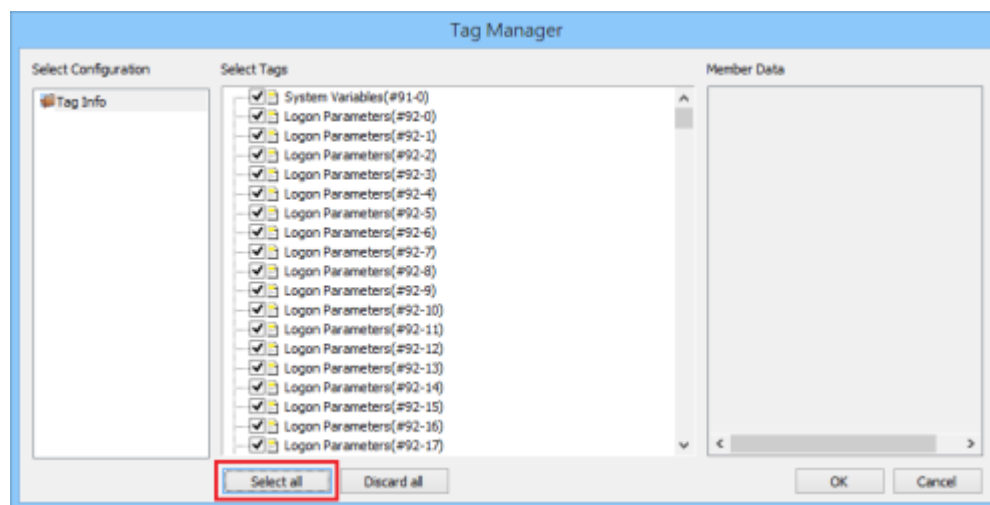 Tag Manager
Select Configuration
Select Tags
Member Data
Tag Info
System Variables(#91-0)
Logon Parameters(#92-0)
Logon Parameters(#92-1)
Logon Parameters(#92-2)
Logon Parameters(#92-3)
Logon Parameters(#92-4)
Logon Parameters(#92-5)
Logon Parameters(#92-6)
Logon Parameters(#92-7)
Logon Parameters(#92-8)
Logon Parameters(#92-9)
Logon Parameters(#92-10)
Logon Parameters(#92-11)
Logon Parameters(#92-12)
Logon Parameters(#92-13)
Logon Parameters(#92-14)
Logon Parameters(#92-15)
Logon Parameters(#92-16)
Logon Parameters(#92-17)
Select all
Discard all
OK
Cancel